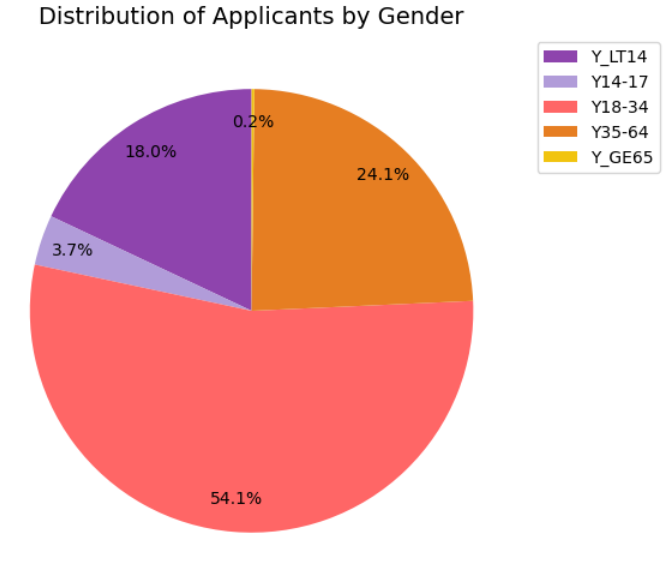 Distribution of Applicants by Gender
Y_LT14
Y14-17
Y18-34
Y35-64
Y_GE65
0.2%
18.0%
24.1%
3.7%
54.1%